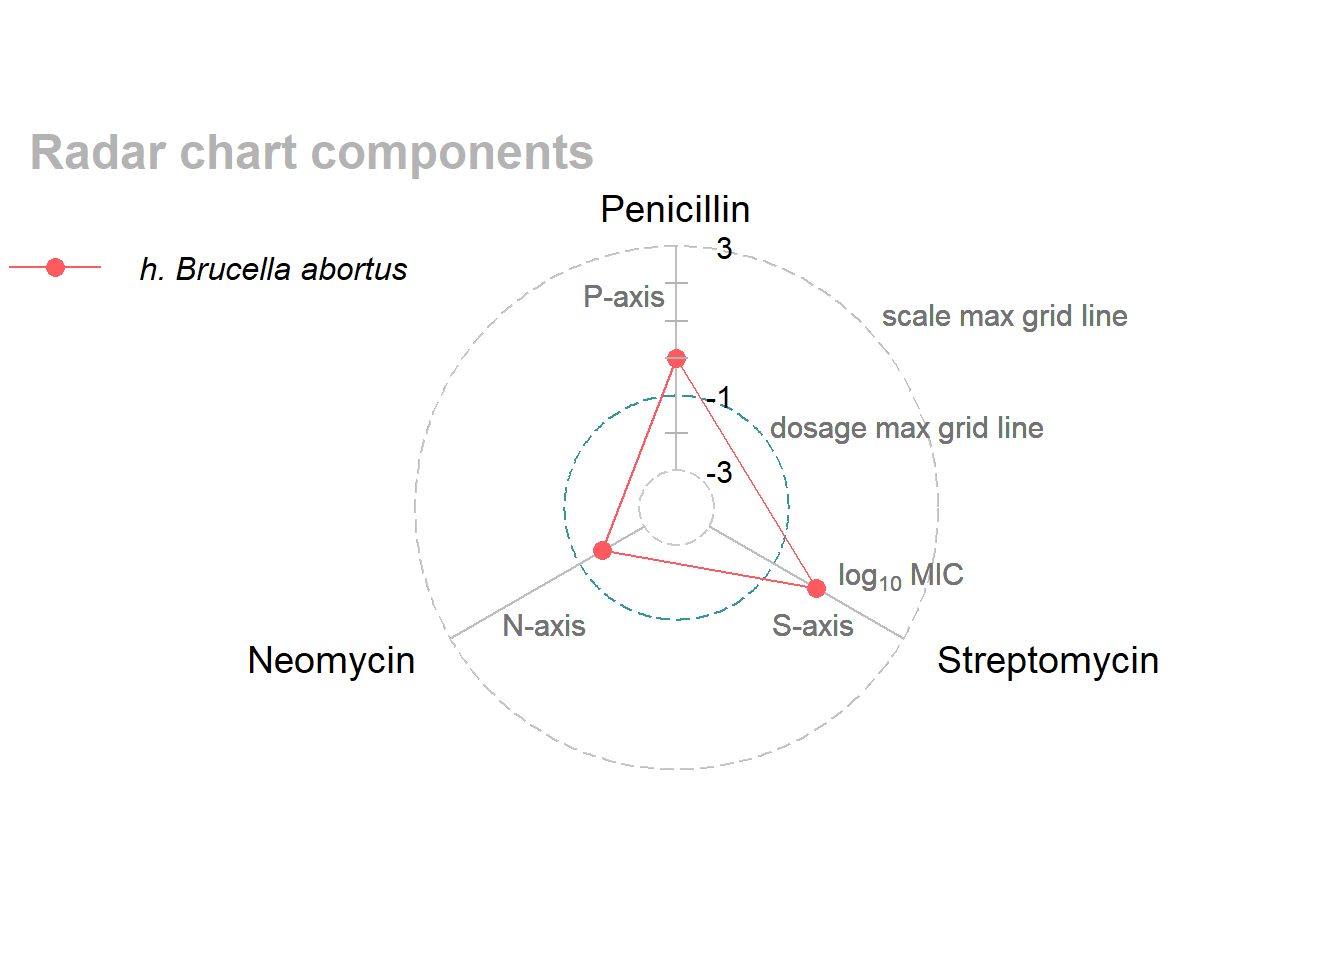 Radar chart components
Penicillin
3
h. Brucella abortus
P-axis
scale max grid line
-1
dosage max grid line
-3
log₁₀ MIC
N-axis
S-axis
Neomycin
Streptomycin